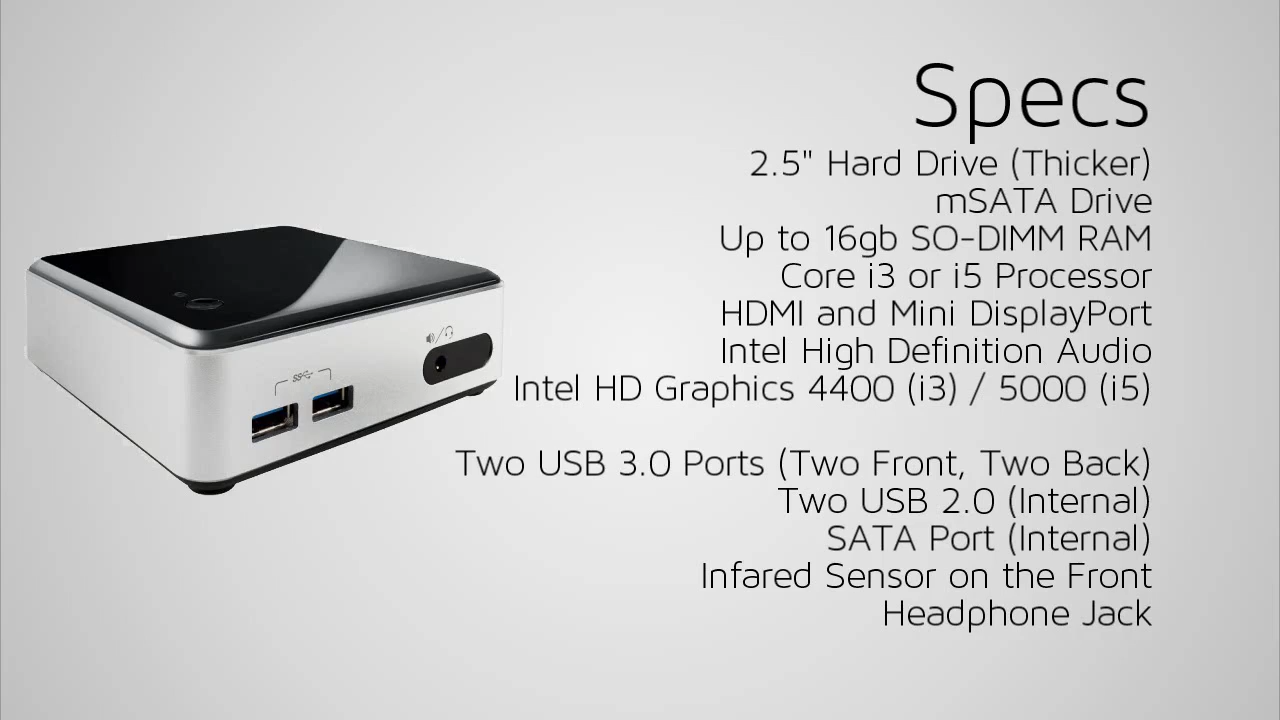 Specs
2.5" Hard Drive (Thicker)
mSATA Drive
Up to 16gb SO-DIMM RAM
Core i3 or i5 Processor
HDMI and Mini DisplayPort
Intel High Definition Audio
Intel HD Graphics 4400 (i3) / 5000 (i5)
Two USB 3.0 Ports (Two Front, Two Back)
Two USB 2.0 (Internal)
SATA Port (Internal)
Infared Sensor on the Front
Headphone Jack
SS